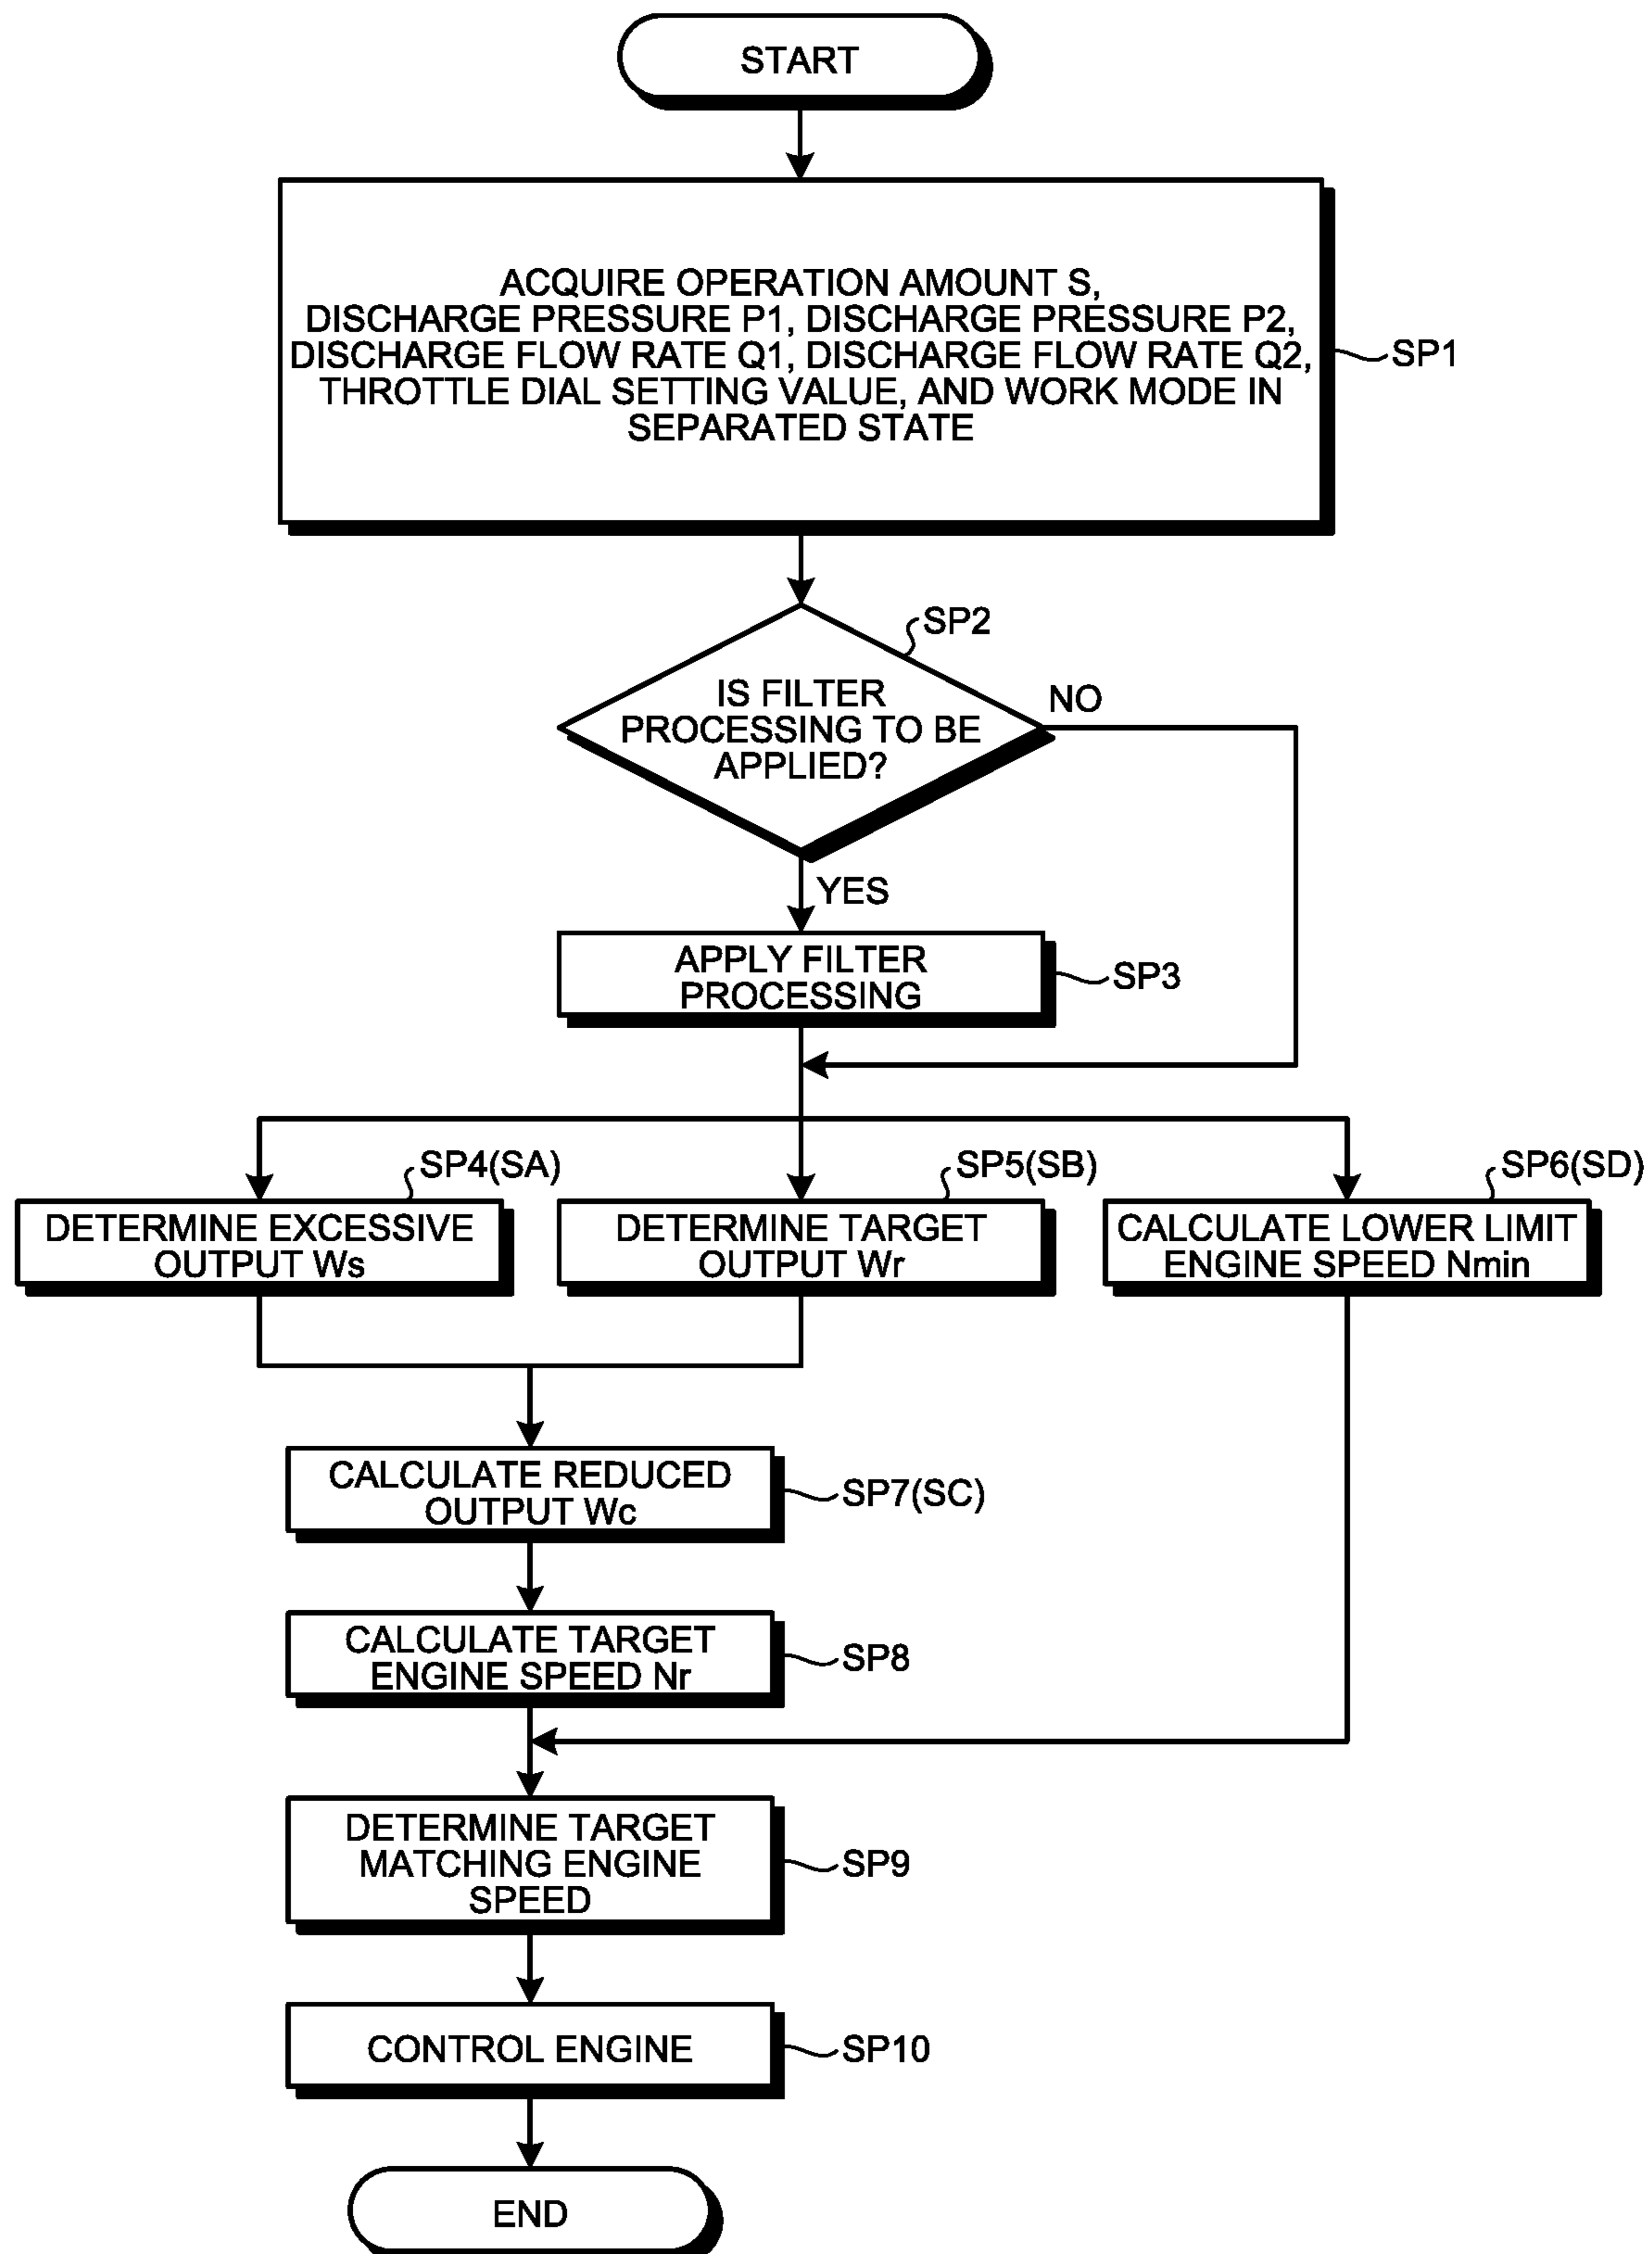 START
ACQUIRE OPERATION AMOUNT S,
DISCHARGE PRESSURE P1, DISCHARGE PRESSURE P2,
DISCHARGE FLOW RATE Q1, DISCHARGE FLOW RATE Q2,
THROTTLE DIAL SETTING VALUE, AND WORK MODE IN
SEPARATED STATE
SP1
SP2
IS FILTER
PROCESSING TO BE
APPLIED?
NO
YES
APPLY FILTER
PROCESSING
SP3
SP4(SA)
DETERMINE EXCESSIVE
OUTPUT Ws
SP5(SB)
DETERMINE TARGET
OUTPUT Wr
SP6(SD)
CALCULATE LOWER LIMIT
ENGINE SPEED Nmin
CALCULATE REDUCED
OUTPUT Wc
SP7(SC)
CALCULATE TARGET
ENGINE SPEED Nr
SP8
DETERMINE TARGET
MATCHING ENGINE
SPEED
SP9
CONTROL ENGINE
SP10
END